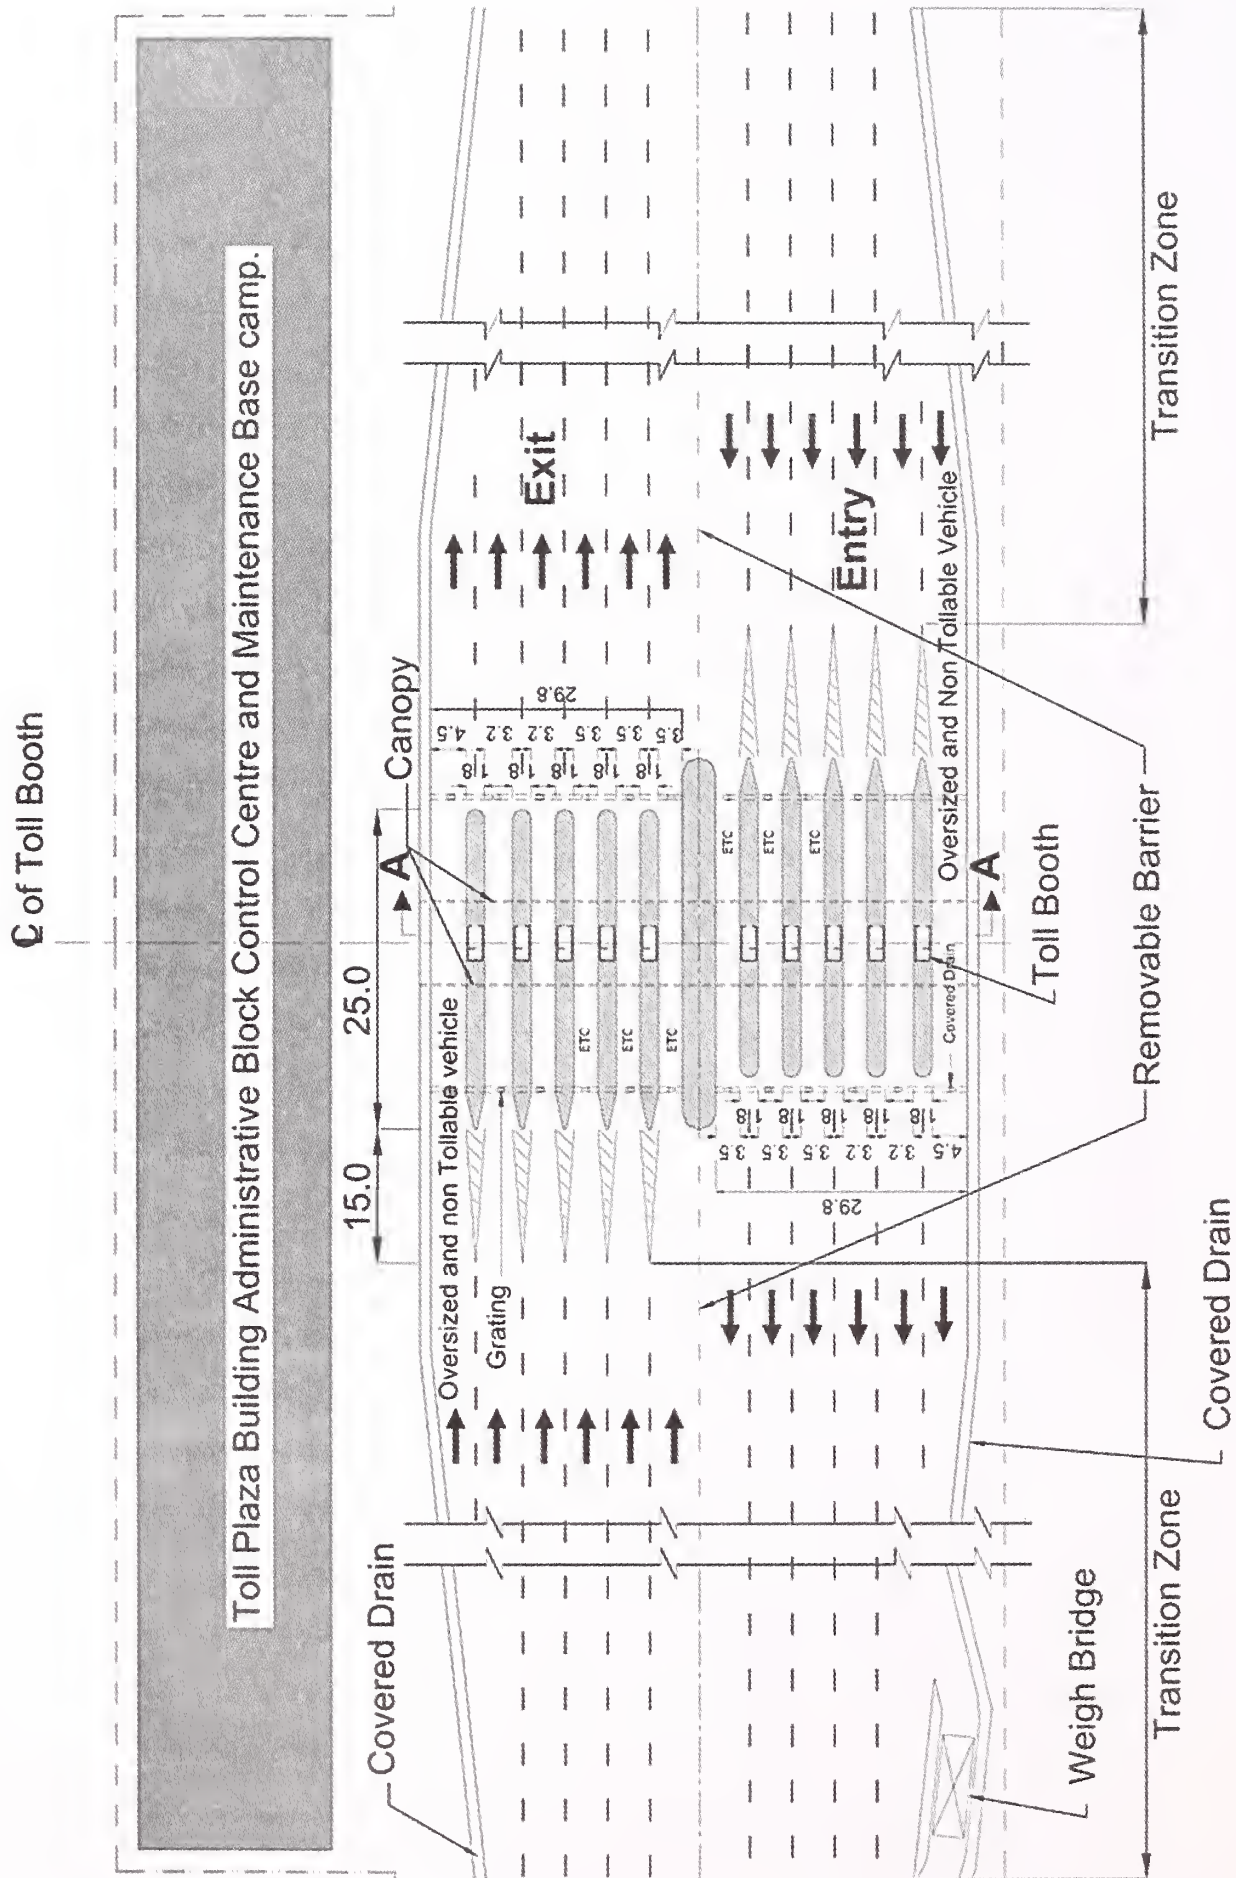 ℄ of Toll Booth
Toll Plaza Building Administrative Block Control Centre and Maintenance Base camp.
25.0
15.0
A
Canopy
Covered Drain
Oversized and non Tollable vehicle
Grating
Exit
29.8
4.5
3.2
3.2
3.5
3.5
3.5
1.8
1.8
1.8
1.8
1.8
ETC
ETC
ETC
ETC
ETC
ETC
Entry
Oversized and Non Tollable Vehicle
A
Covered Drain
1.8
1.8
1.8
1.8
1.8
3.5
3.5
3.5
3.2
3.2
4.5
29.8
Toll Booth
Removable Barrier
Transition Zone
Transition Zone
Weigh Bridge
Covered Drain